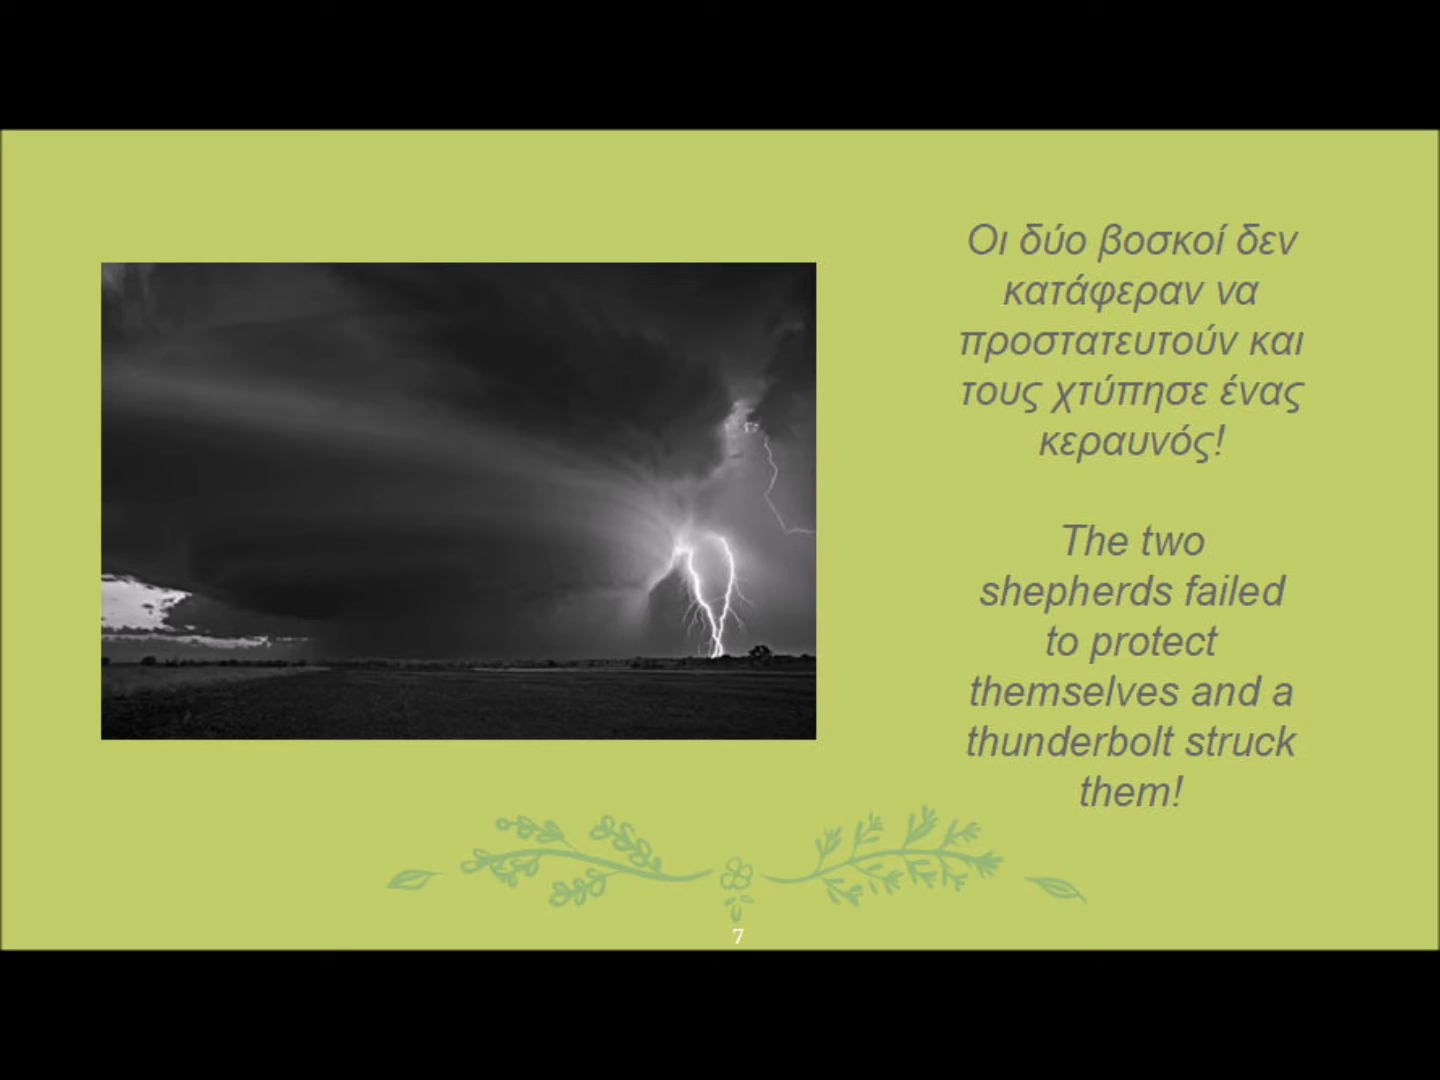 Οι δύο βοσκοί δεν
κατάφεραν να
προστατευτούν και
τους χτύπησε ένας
κεραυνός!
The two
shepherds failed
to protect
themselves and a
thunderbolt struck
them!
7